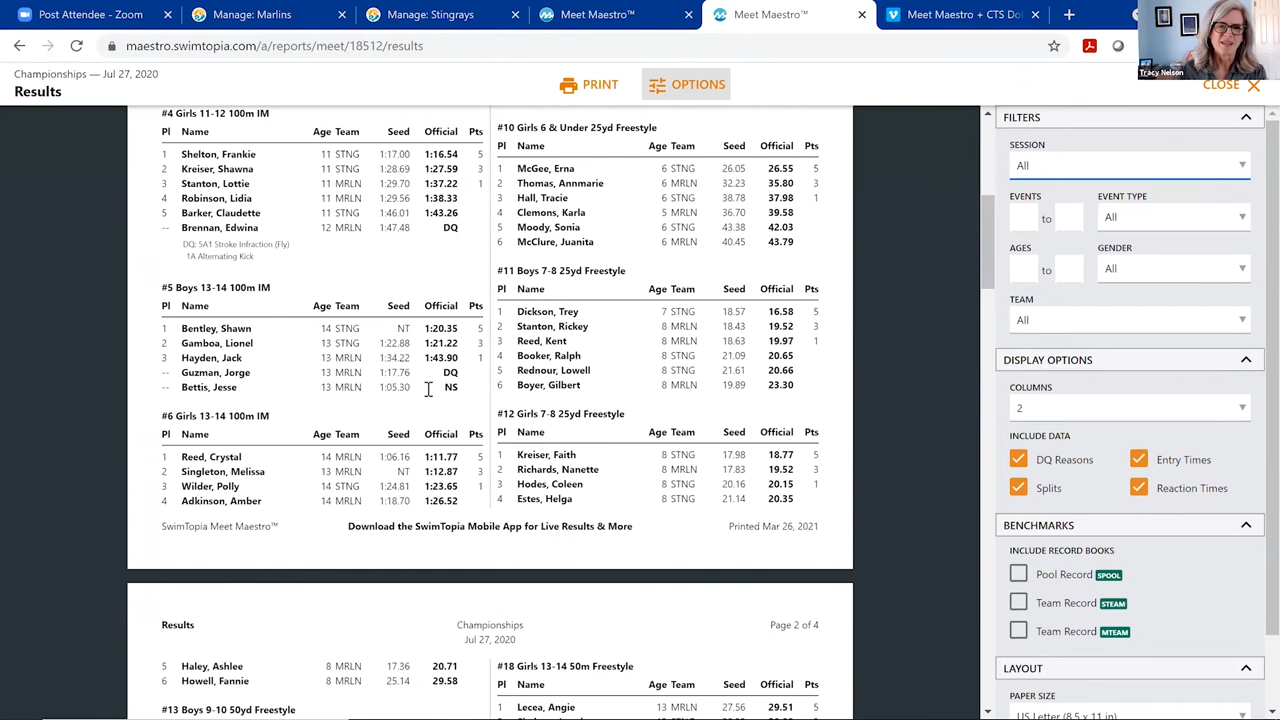 Post Attendee - Zoom
Manage: Marlins
Manage: Stingrays
Meet Maestro™
Meet Maestro™
Meet Maestro + CTS Do
maestro.swimtopia.com/a/reports/meet/18512/results
Tracy Nelson
Championships — Jul 27, 2020
Results
PRINT
OPTIONS
CLOSE
#4 Girls 11-12 100m IM
Pl Name Age Team Seed Official Pts
1 Shelton, Frankie 11 STNG 1:17.00 1:16.54 5
2 Kreiser, Shawna 11 STNG 1:28.69 1:27.59 3
3 Stanton, Lottie 11 MRLN 1:29.70 1:37.22 1
4 Robinson, Lidia 11 MRLN 1:29.56 1:38.33
5 Barker, Claudette 11 STNG 1:46.01 1:43.26
-- Brennan, Edwina 12 MRLN 1:47.48 DQ
DQ: 5A1 Stroke Infraction (Fly)
1A Alternating Kick
#5 Boys 13-14 100m IM
Pl Name Age Team Seed Official Pts
1 Bentley, Shawn 14 STNG NT 1:20.35 5
2 Gamboa, Lionel 13 STNG 1:22.88 1:21.22 3
3 Hayden, Jack 13 MRLN 1:34.22 1:43.90 1
-- Guzman, Jorge 13 MRLN 1:17.76 DQ
-- Bettis, Jesse 13 MRLN 1:05.30 NS
#6 Girls 13-14 100m IM
Pl Name Age Team Seed Official Pts
1 Reed, Crystal 14 MRLN 1:06.16 1:11.77 5
2 Singleton, Melissa 13 MRLN NT 1:12.87 3
3 Wilder, Polly 14 STNG 1:24.81 1:23.65 1
4 Adkinson, Amber 14 MRLN 1:18.70 1:26.52
#10 Girls 6 & Under 25yd Freestyle
Pl Name Age Team Seed Official Pts
1 McGee, Erna 6 STNG 26.05 26.55 5
2 Thomas, Annmarie 6 MRLN 32.23 35.80 3
3 Hall, Tracie 6 STNG 38.78 37.98 1
4 Clemons, Karla 5 MRLN 36.70 39.58
5 Moody, Sonia 6 STNG 43.38 42.03
6 McClure, Juanita 6 MRLN 40.45 43.79
#11 Boys 7-8 25yd Freestyle
Pl Name Age Team Seed Official Pts
1 Dickson, Trey 7 STNG 18.57 16.58 5
2 Stanton, Rickey 8 MRLN 18.43 19.52 3
3 Reed, Kent 8 MRLN 18.63 19.97 1
4 Booker, Ralph 8 STNG 21.09 20.65
5 Rednour, Lowell 8 STNG 21.61 20.66
6 Boyer, Gilbert 8 MRLN 19.89 23.30
#12 Girls 7-8 25yd Freestyle
Pl Name Age Team Seed Official Pts
1 Kreiser, Faith 8 STNG 17.98 18.77 5
2 Richards, Nanette 8 MRLN 17.83 19.52 3
3 Hodes, Coleen 8 STNG 20.16 20.15 1
4 Estes, Helga 8 STNG 21.14 20.35
SwimTopia Meet Maestro™ Download the SwimTopia Mobile App for Live Results & More Printed Mar 26, 2021
Results Championships Page 2 of 4
Jul 27, 2020
5 Haley, Ashlee 8 MRLN 17.36 20.71
6 Howell, Fannie 8 MRLN 25.14 29.58
#13 Boys 9-10 50yd Freestyle
#18 Girls 13-14 50m Freestyle
Pl Name Age Team Seed Official Pts
1 Lecea, Angie 13 MRLN 27.56 29.51 5
FILTERS
SESSION
All
EVENTS EVENT TYPE
to All
AGES GENDER
to All
TEAM
All
DISPLAY OPTIONS
COLUMNS
2
INCLUDE DATA
DQ Reasons Entry Times
Splits Reaction Times
BENCHMARKS
INCLUDE RECORD BOOKS
Pool Record SPOOL
Team Record STEAM
Team Record MTEAM
LAYOUT
PAPER SIZE
US Letter (8.5 x 11 in)